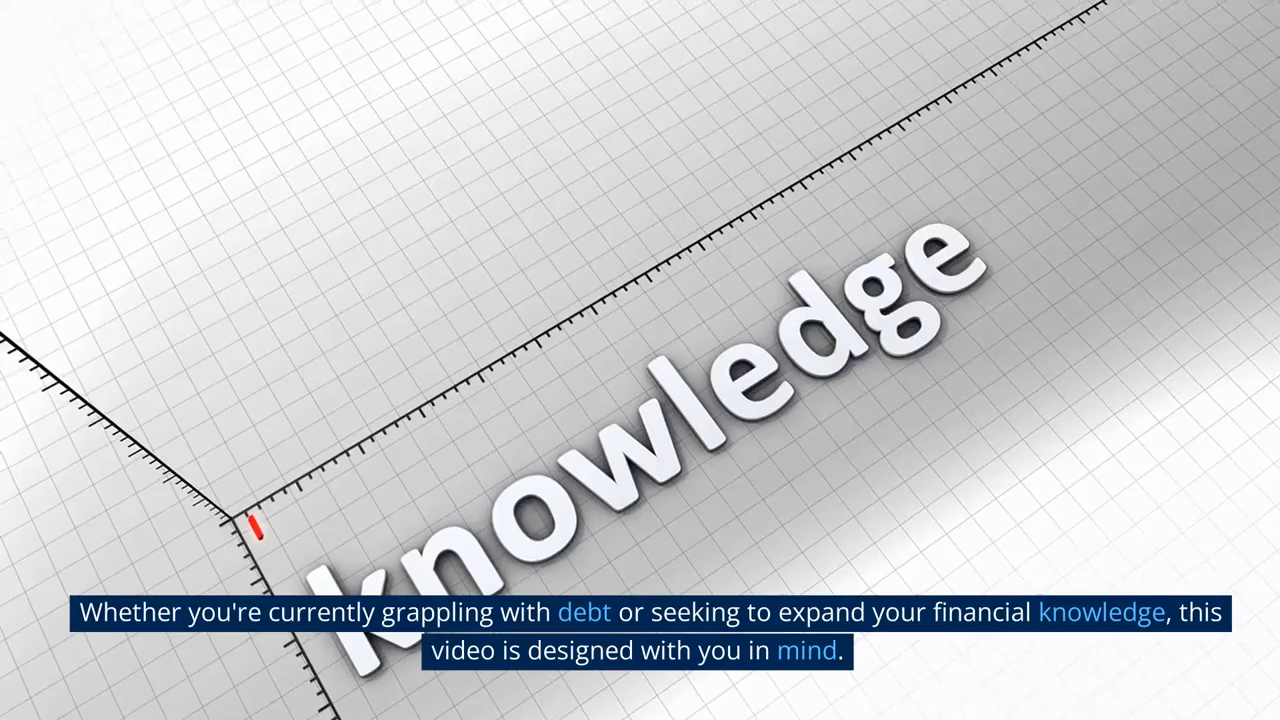 knowledge
Whether you're currently grappling with debt or seeking to expand your financial knowledge, this
video is designed with you in mind.